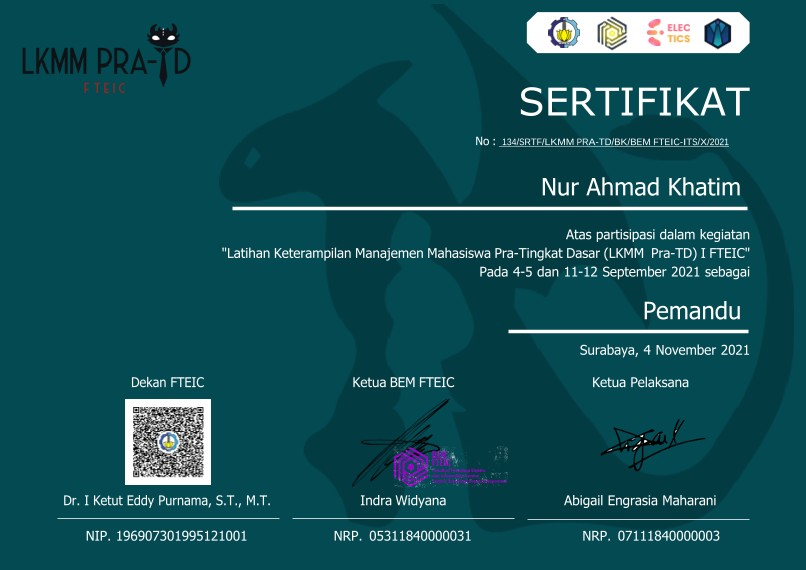 LKMM PRA-TD
FTEIC
ELEC
TICS
SERTIFIKAT
No : 134/SRTF/LKMM PRA-TD/BK/BEM FTEIC-ITS/X/2021
Nur Ahmad Khatim
Atas partisipasi dalam kegiatan
"Latihan Keterampilan Manajemen Mahasiswa Pra-Tingkat Dasar (LKMM Pra-TD) I FTEIC"
Pada 4-5 dan 11-12 September 2021 sebagai
Pemandu
Surabaya, 4 November 2021
Dekan FTEIC
Ketua BEM FTEIC
Ketua Pelaksana
Dr. I Ketut Eddy Purnama, S.T., M.T.
Indra Widyana
Abigail Engrasia Maharani
NIP. 196907301995121001
NRP. 05311840000031
NRP. 07111840000003